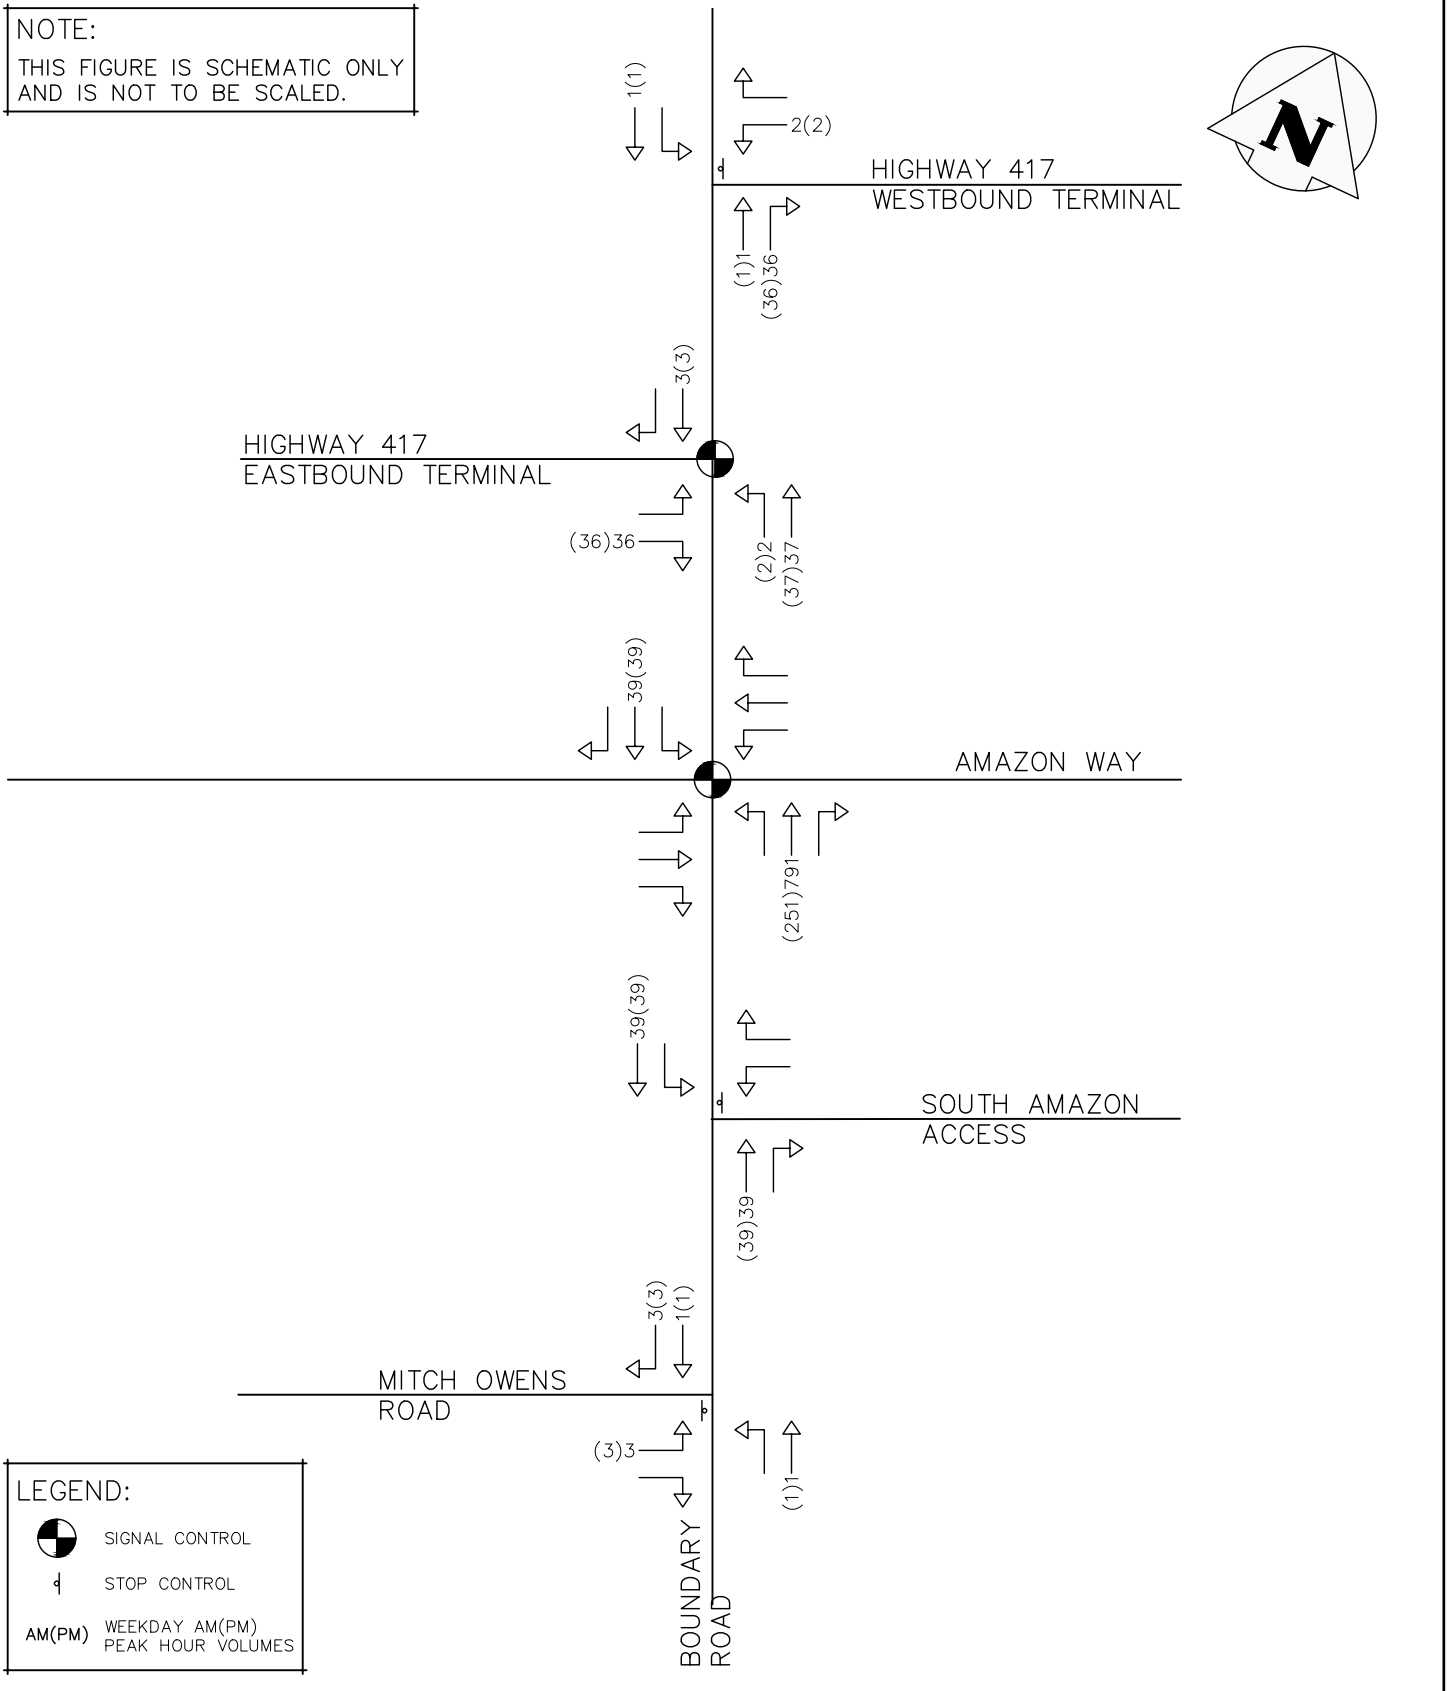 NOTE:
THIS FIGURE IS SCHEMATIC ONLY
AND IS NOT TO BE SCALED.
N
1(1)
2(2)
HIGHWAY 417
WESTBOUND TERMINAL
(1)1
(36)36
3(3)
HIGHWAY 417
EASTBOUND TERMINAL
(36)36
(2)2
(37)37
39(39)
AMAZON WAY
(251)791
39(39)
SOUTH AMAZON
ACCESS
(39)39
3(3)
1(1)
MITCH OWENS
ROAD
(3)3
(1)1
BOUNDARY
ROAD
LEGEND:
SIGNAL CONTROL
STOP CONTROL
AM(PM)
WEEKDAY AM(PM)
PEAK HOUR VOLUMES